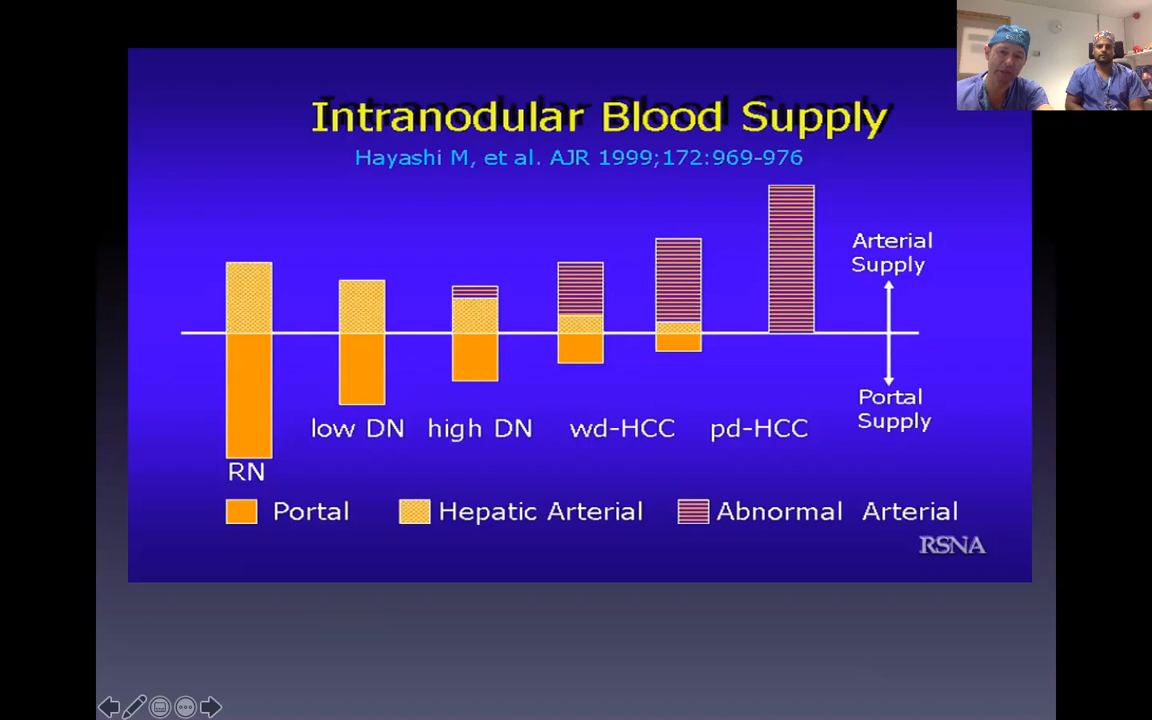 Intranodular Blood Supply
Hayashi M, et al. AJR 1999;172:969-976
Arterial
Supply
Portal
Supply
low DN high DN wd-HCC pd-HCC
RN
Portal Hepatic Arterial Abnormal Arterial
RSNA